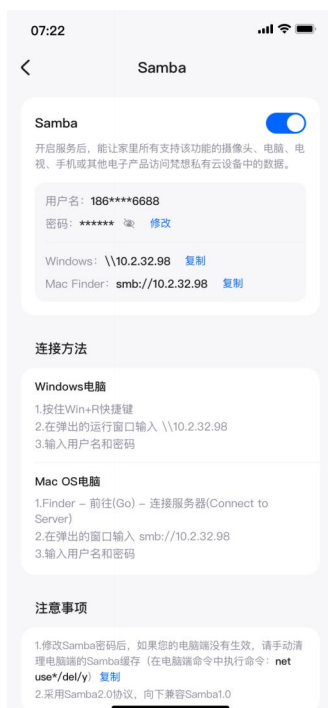 07:22
Samba
Samba
开启服务后，能让家里所有支持该功能的摄像头、电脑、电
视、手机或其他电子产品访问梵想私有云设备中的数据。
用户名：186****6688
密码：****** 修改
Windows：\\10.2.32.98 复制
Mac Finder：smb://10.2.32.98 复制
连接方法
Windows电脑
1.按住Win+R快捷键
2.在弹出的运行窗口输入 \\10.2.32.98
3.输入用户名和密码
Mac OS电脑
1.Finder – 前往(Go) – 连接服务器(Connect to
Server)
2.在弹出的窗口输入 smb://10.2.32.98
3.输入用户名和密码
注意事项
1.修改Samba密码后，如果您的电脑端没有生效，请手动清
理电脑端的Samba缓存（在电脑端命令中执行命令：net
use*/del/y）复制
2.采用Samba2.0协议，向下兼容Samba1.0